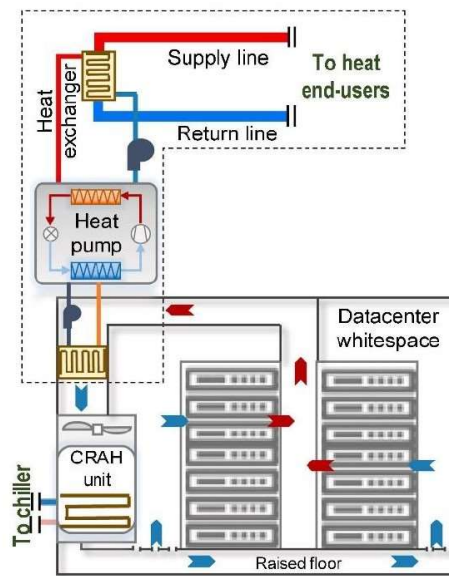 Supply line
To heat
end-users
Heat
exchanger
Return line
Heat
pump
Datacenter
whitespace
CRAH
unit
To chiller
Raised floor